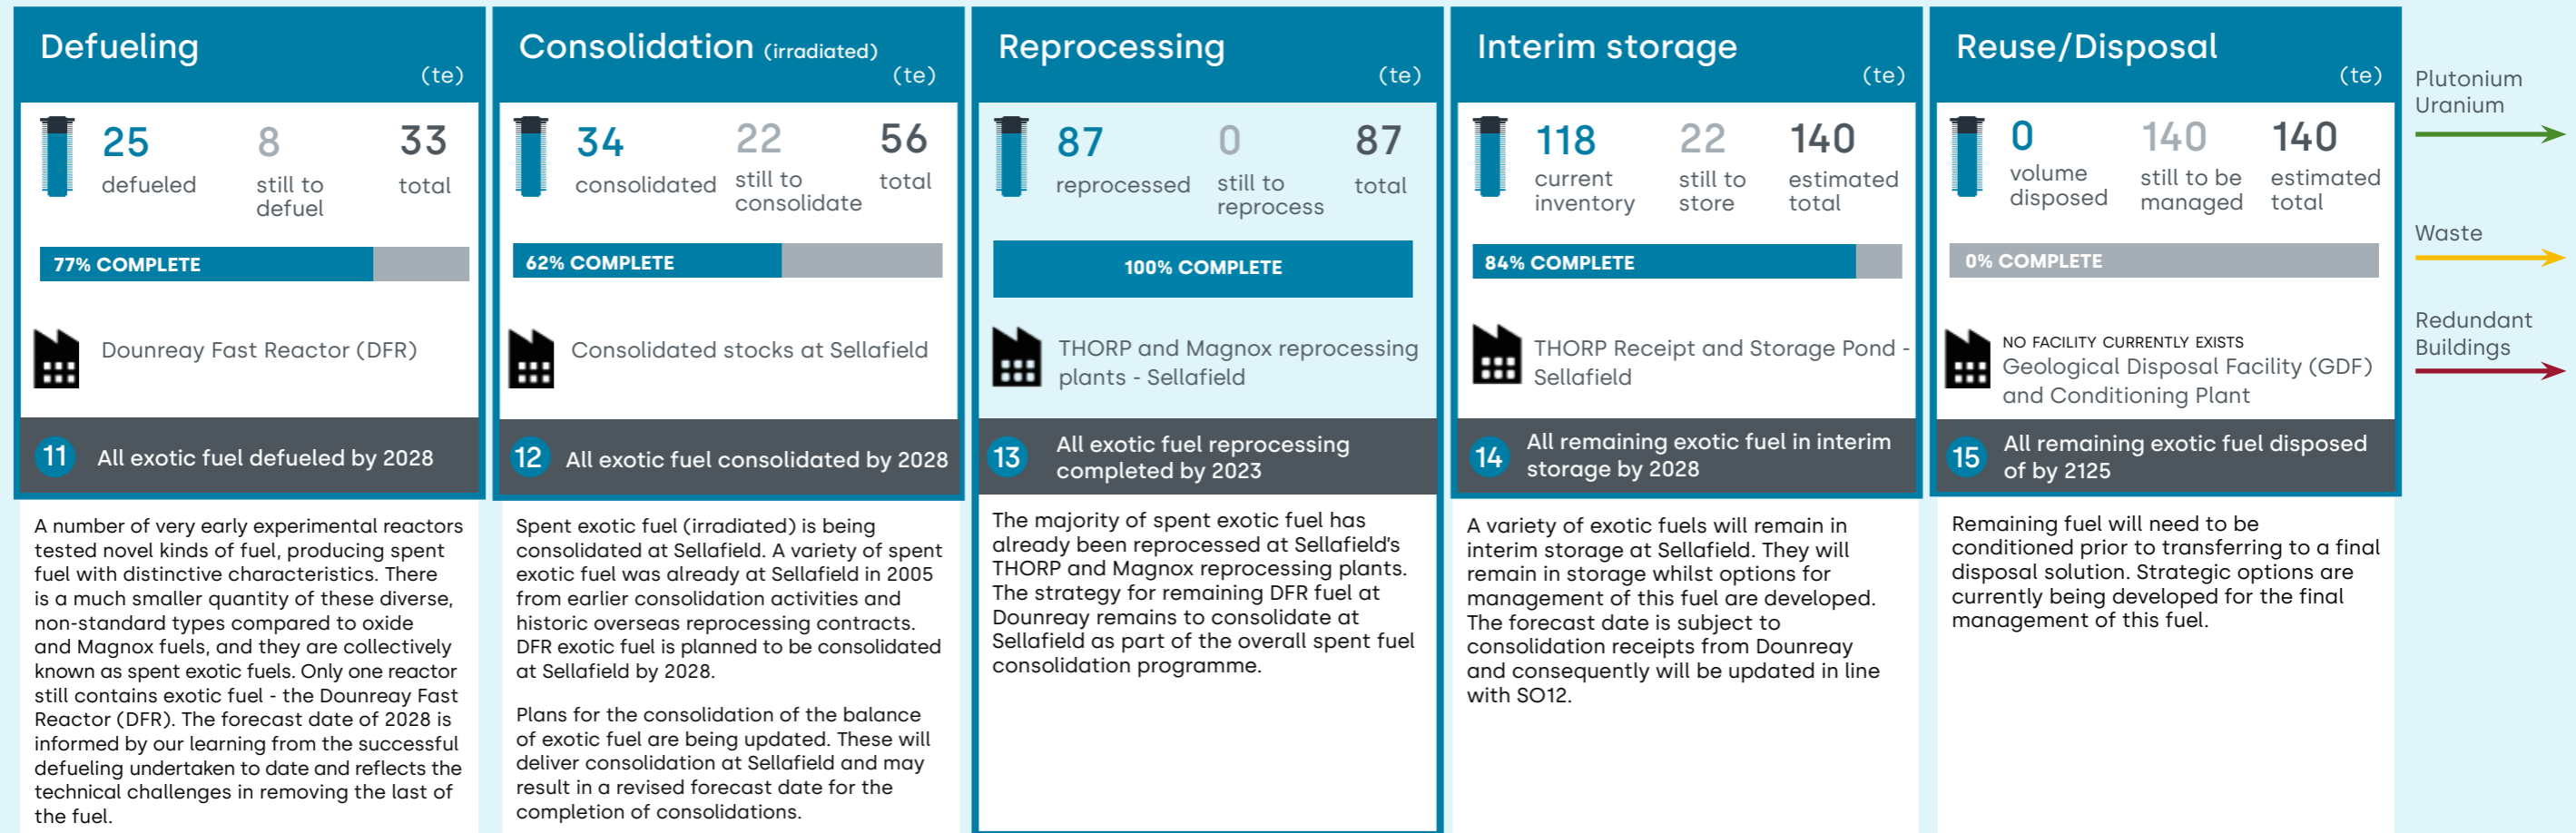 Defueling
(te)
25
8
33
defueled
still to
defuel
total
77% COMPLETE
Dounreay Fast Reactor (DFR)
11 All exotic fuel defueled by 2028
A number of very early experimental reactors
tested novel kinds of fuel, producing spent
fuel with distinctive characteristics. There
is a much smaller quantity of these diverse,
non-standard types compared to oxide
and Magnox fuels, and they are collectively
known as spent exotic fuels. Only one reactor
still contains exotic fuel - the Dounreay Fast
Reactor (DFR). The forecast date of 2028 is
informed by our learning from the successful
defueling undertaken to date and reflects the
technical challenges in removing the last of
the fuel.
Consolidation (irradiated)
(te)
34
22
56
consolidated
still to
consolidate
total
62% COMPLETE
Consolidated stocks at Sellafield
12 All exotic fuel consolidated by 2028
Spent exotic fuel (irradiated) is being
consolidated at Sellafield. A variety of spent
exotic fuel was already at Sellafield in 2005
from earlier consolidation activities and
historic overseas reprocessing contracts.
DFR exotic fuel is planned to be consolidated
at Sellafield by 2028.
Plans for the consolidation of the balance
of exotic fuel are being updated. These will
deliver consolidation at Sellafield and may
result in a revised forecast date for the
completion of consolidations.
Reprocessing
(te)
87
0
87
reprocessed
still to
reprocess
total
100% COMPLETE
THORP and Magnox reprocessing
plants - Sellafield
13 All exotic fuel reprocessing
completed by 2023
The majority of spent exotic fuel has
already been reprocessed at Sellafield's
THORP and Magnox reprocessing plants.
The strategy for remaining DFR fuel at
Dounreay remains to consolidate at
Sellafield as part of the overall spent fuel
consolidation programme.
Interim storage
(te)
118
22
140
current
inventory
still to
store
estimated
total
84% COMPLETE
THORP Receipt and Storage Pond -
Sellafield
14 All remaining exotic fuel in interim
storage by 2028
A variety of exotic fuels will remain in
interim storage at Sellafield. They will
remain in storage whilst options for
management of this fuel are developed.
The forecast date is subject to
consolidation receipts from Dounreay
and consequently will be updated in line
with SO12.
Reuse/Disposal
(te)
0
140
140
volume
disposed
still to be
managed
estimated
total
0% COMPLETE
NO FACILITY CURRENTLY EXISTS
Geological Disposal Facility (GDF)
and Conditioning Plant
15 All remaining exotic fuel disposed
of by 2125
Remaining fuel will need to be
conditioned prior to transferring to a final
disposal solution. Strategic options are
currently being developed for the final
management of this fuel.
Plutonium
Uranium
Waste
Redundant
Buildings